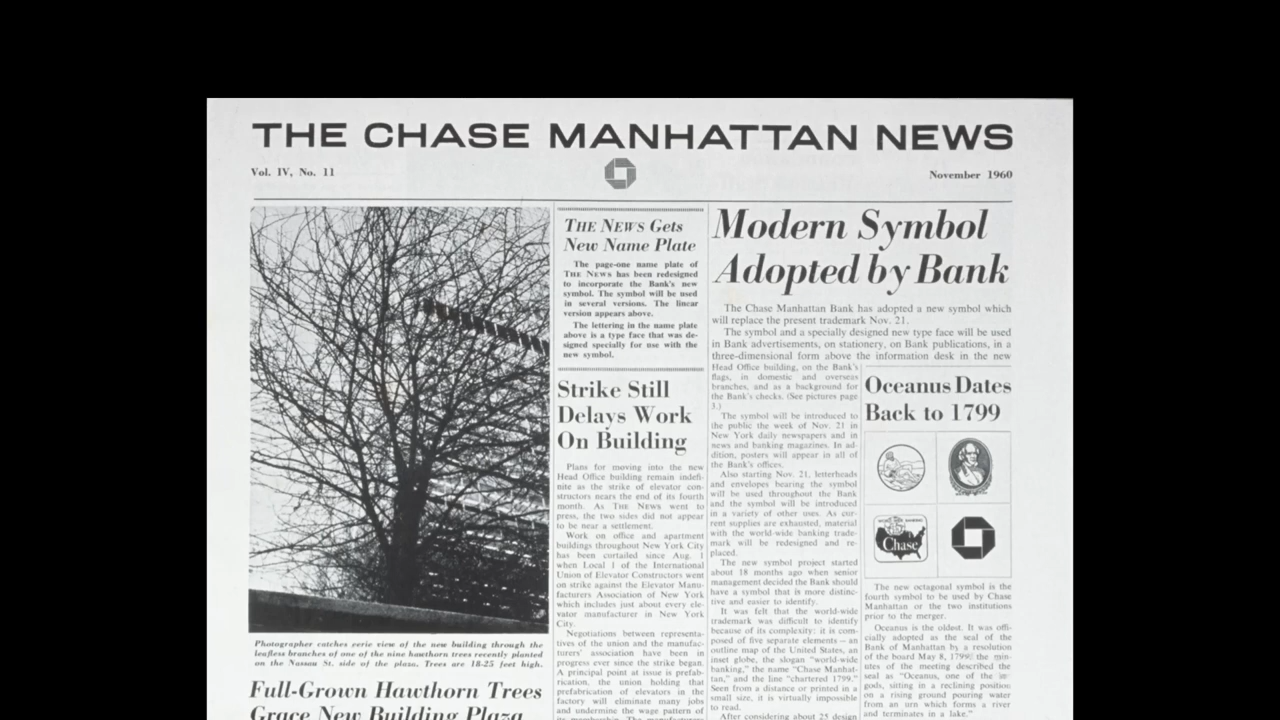 THE CHASE MANHATTAN NEWS
Vol. IV, No. 11
November 1960
Photographer catches eerie view of the new building through the
leafless branches of one of the nine hawthorn trees recently planted
on the Nassau St. side of the plaza. Trees are 18-25 feet high.
Full-Grown Hawthorn Trees
Grace New Building Plaza
THE NEWS Gets
New Name Plate
The page-one name plate of
THE NEWS has been redesigned
to incorporate the Bank's new
symbol. The symbol will be used
in several versions. The linear
version appears above.
The lettering in the name plate
above is a type face that was de-
signed specially for use with the
new symbol.
Strike Still
Delays Work
On Building
Plans for moving into the new
Head Office building remain indefi-
nite as the strike of elevator con-
structors nears the end of its fourth
month. As THE NEWS went to
press, the two sides did not appear
to be near a settlement.
Work on office and apartment
buildings throughout New York City
has been curtailed since Aug. 1
when Local 1 of the International
Union of Elevator Constructors went
on strike against the Elevator Manu-
facturers Association of New York
which includes just about every ele-
vator manufacturer in New York
City.
Negotiations between representa-
tives of the union and the manufac-
turers' association have been in
progress ever since the strike began.
A principal point at issue is prefab-
rication, the union holding that
prefabrication of elevators in the
factory will eliminate many jobs
and undermine the wage pattern of
its membership. The manufacturers
Modern Symbol
Adopted by Bank
The Chase Manhattan Bank has adopted a new symbol which
will replace the present trademark Nov. 21.
The symbol and a specially designed new type face will be used
in Bank advertisements, on stationery, on Bank publications, in a
three-dimensional form above the information desk in the new
Head Office building, on the Bank's
flags, in domestic and overseas
branches, and as a background for
the Bank's checks. (See pictures page
3.)
The symbol will be introduced to
the public the week of Nov. 21 in
New York daily newspapers and in
news and banking magazines. In ad-
dition, posters will appear in all of
the Bank's offices.
Also starting Nov. 21, letterheads
and envelopes bearing the symbol
will be used throughout the Bank
and the symbol will be introduced
in a variety of other uses. As cur-
rent supplies are exhausted, material
with the world-wide banking trade-
mark will be redesigned and re-
placed.
The new symbol project started
about 18 months ago when senior
management decided the Bank should
have a symbol that is more distinc-
tive and easier to identify.
It was felt that the world-wide
trademark was difficult to identify
because of its complexity: it is com-
posed of five separate elements — an
outline map of the United States, an
inset globe, the slogan "world-wide
banking," the name "Chase Manhat-
tan," and the line "chartered 1799."
Seen from a distance or printed in a
small size, it is virtually impossible
to read.
After considering about 25 design
Oceanus Dates
Back to 1799
Chase
The new octagonal symbol is the
fourth symbol to be used by Chase
Manhattan or the two institutions
prior to the merger.
Oceanus is the oldest. It was offi-
cially adopted as the seal of the
Bank of Manhattan by a resolution
of the board May 8, 1799; the min-
utes of the meeting described the
seal as "Oceanus, one of the
gods, sitting in a reclining position
on a rising ground pouring water
from an urn which forms a river
and terminates in a lake."